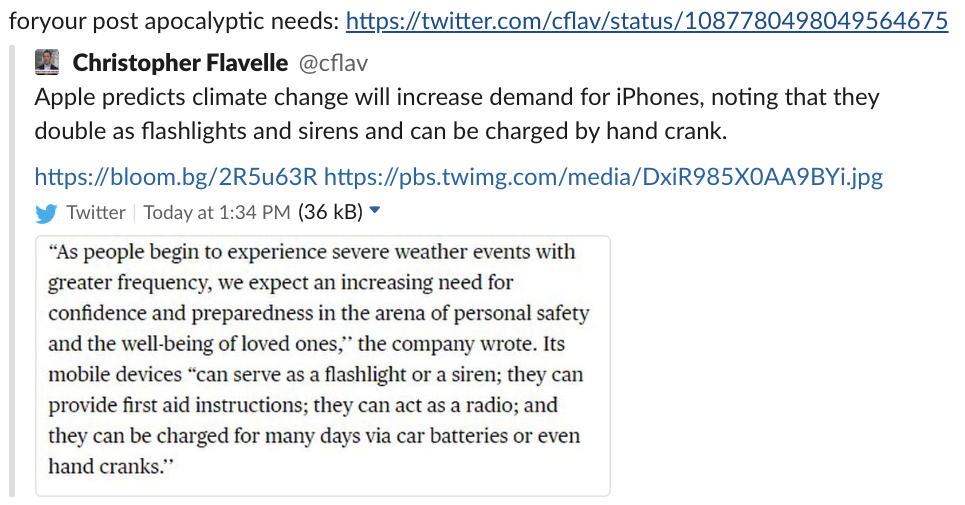 foryour post apocalyptic needs: https://twitter.com/cflav/status/1087780498049564675
Christopher Flavelle @cflav
Apple predicts climate change will increase demand for iPhones, noting that they
double as flashlights and sirens and can be charged by hand crank.
https://bloom.bg/2R5u63R https://pbs.twimg.com/media/DxiR985X0AA9BYi.jpg
Twitter | Today at 1:34 PM (36 kB)
“As people begin to experience severe weather events with
greater frequency, we expect an increasing need for
confidence and preparedness in the arena of personal safety
and the well-being of loved ones,’’ the company wrote. Its
mobile devices “can serve as a flashlight or a siren; they can
provide first aid instructions; they can act as a radio; and
they can be charged for many days via car batteries or even
hand cranks.’’